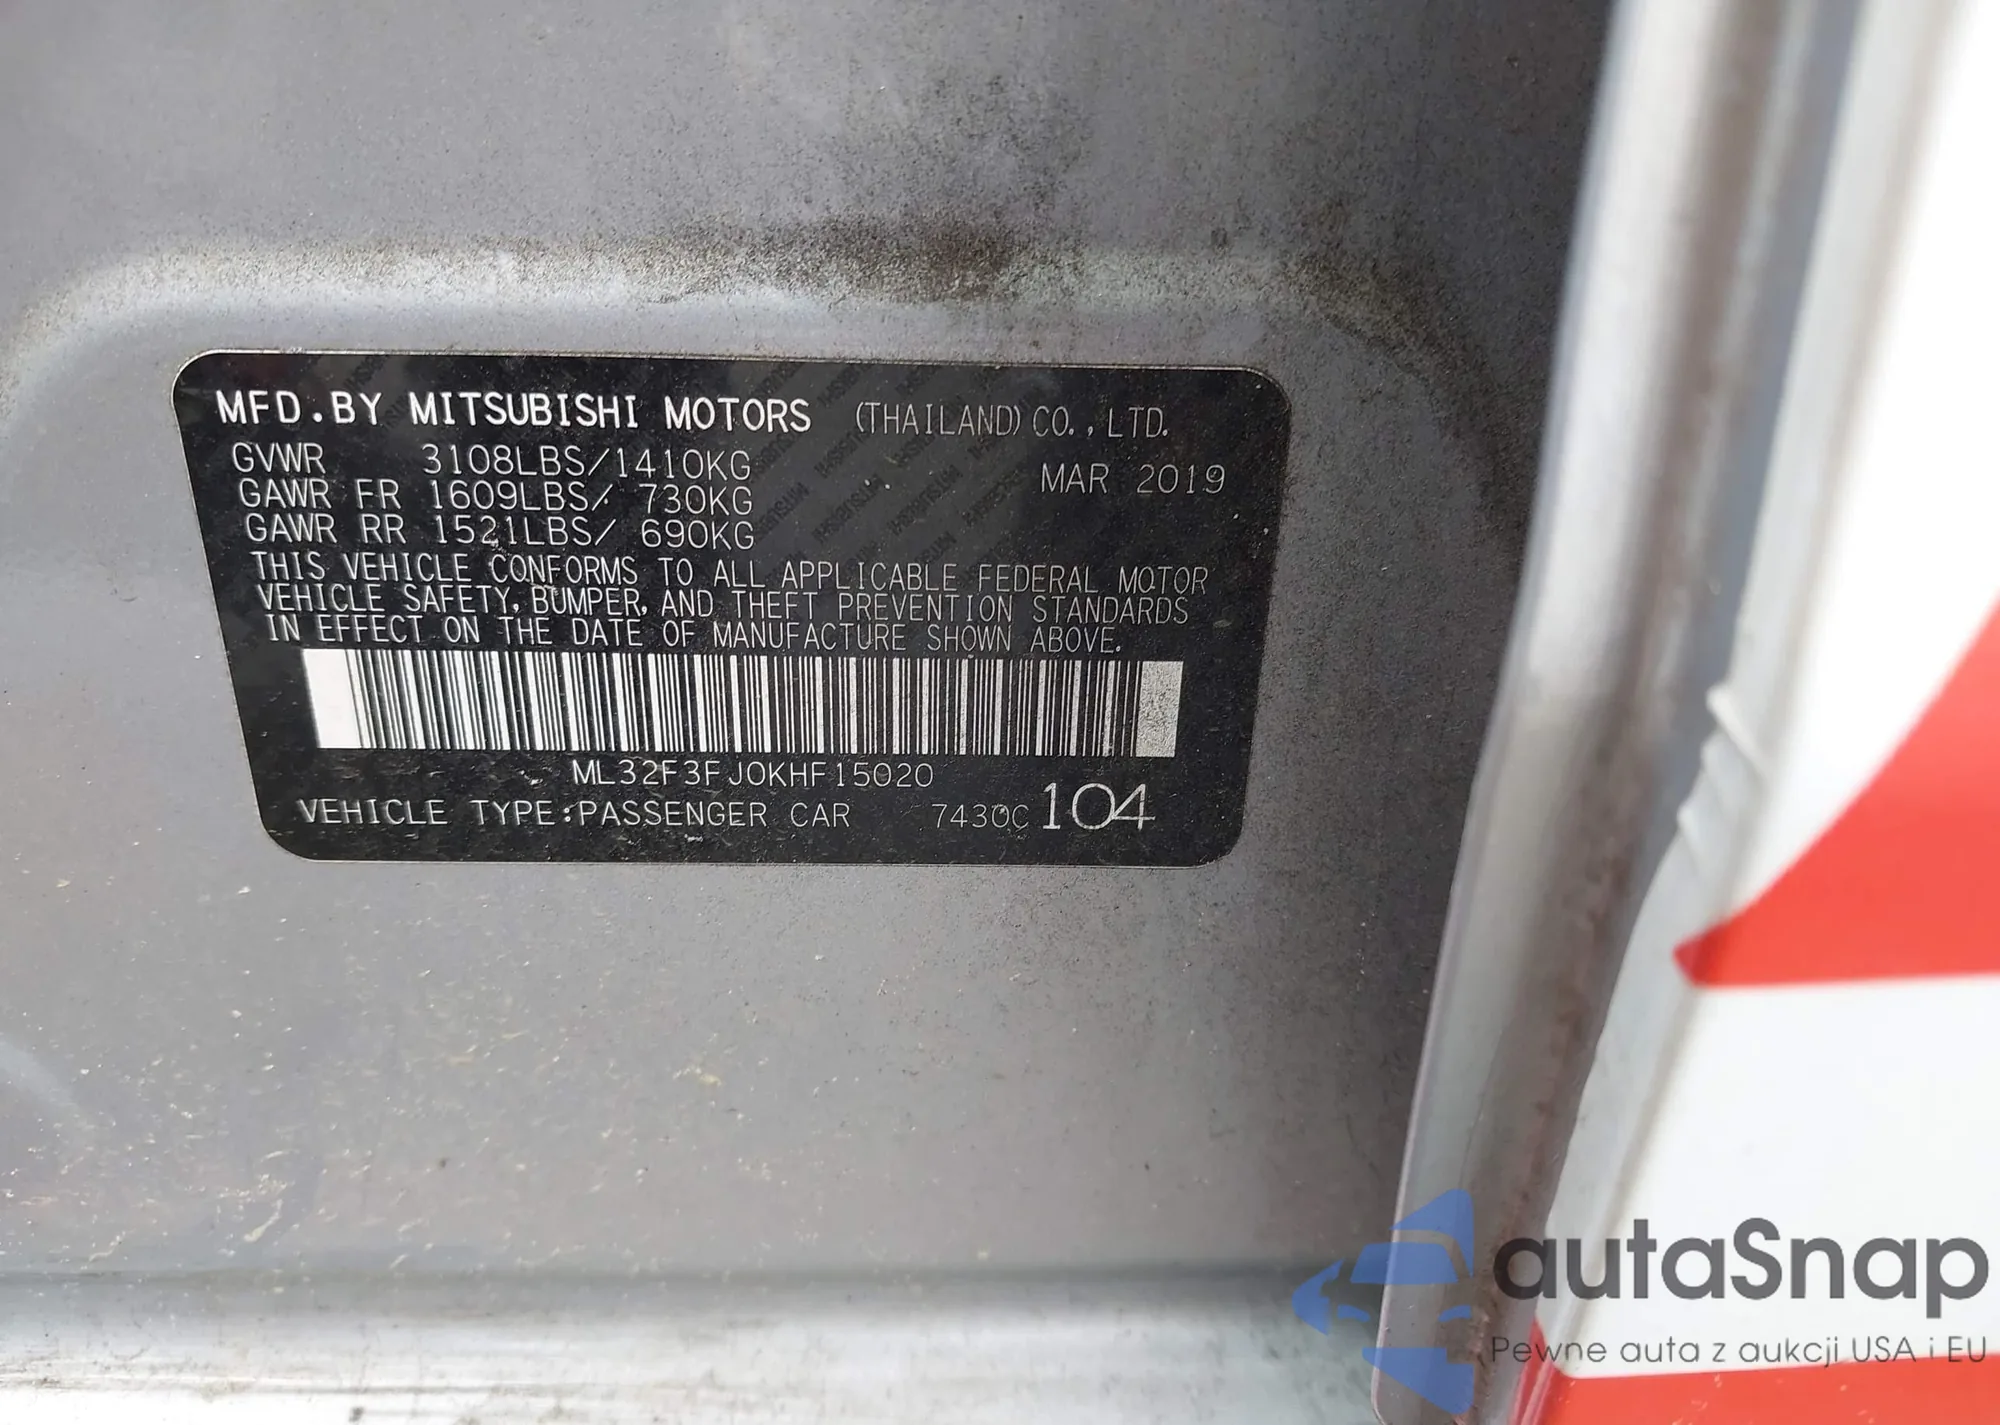 MFD.BY MITSUBISHI MOTORS (THAILAND) CO.,LTD.
GVWR 3108LBS/1410KG MAR 2019
GAWR FR 1609LBS/ 730KG
GAWR RR 1521LBS/ 690KG
THIS VEHICLE CONFORMS TO ALL APPLICABLE FEDERAL MOTOR
VEHICLE SAFETY, BUMPER, AND THEFT PREVENTION STANDARDS
IN EFFECT ON THE DATE OF MANUFACTURE SHOWN ABOVE.
ML32F3FJ0KHF15020
VEHICLE TYPE:PASSENGER CAR 7430C 104
autaSnap
Pewne auta z aukcji USA i EU